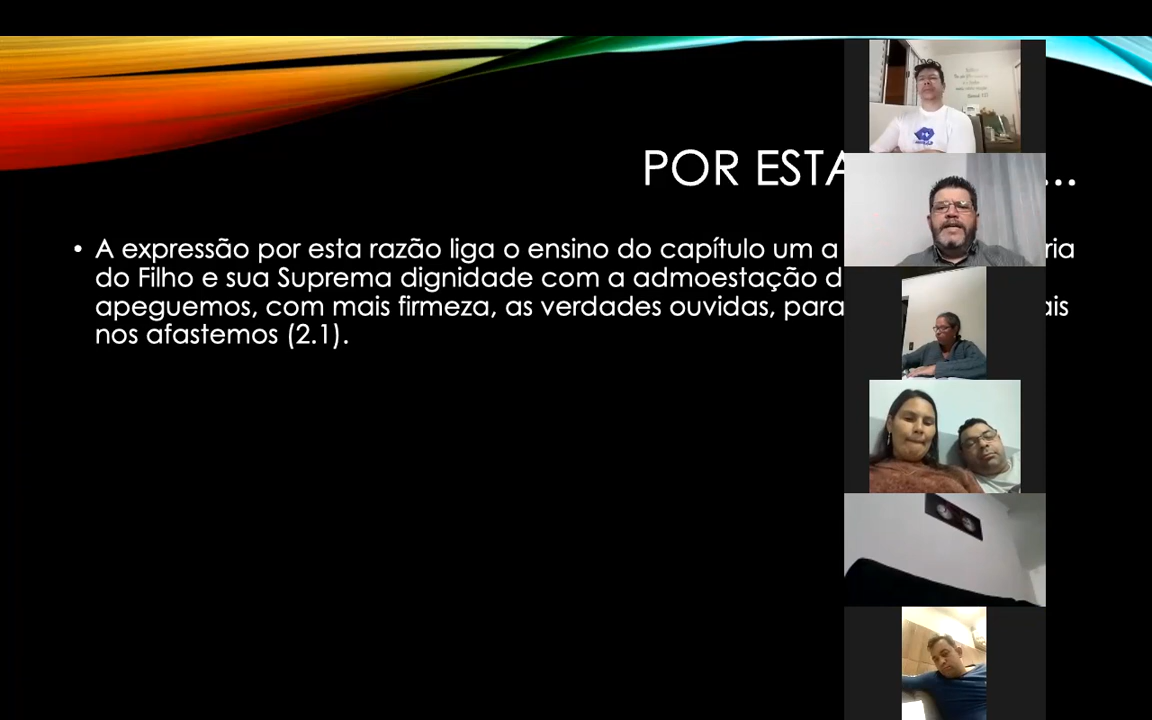 POR ESTA ...
• A expressão por esta razão liga o ensino do capítulo um a
do Filho e sua Suprema dignidade com a admoestação d
apeguemos, com mais firmeza, as verdades ouvidas, para
nos afastemos (2.1).